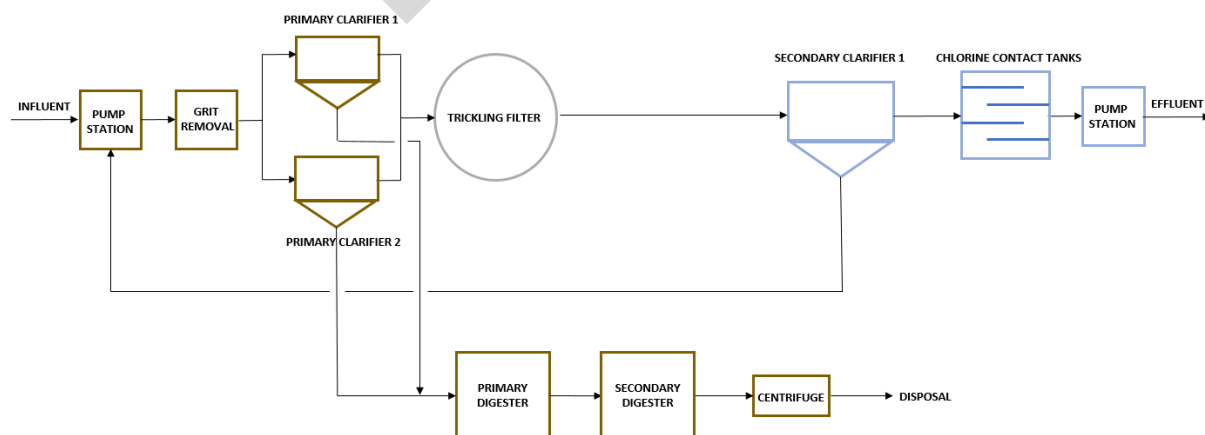 PRIMARY CLARIFIER 1
SECONDARY CLARIFIER 1
CHLORINE CONTACT TANKS
INFLUENT
PUMP
STATION
GRIT
REMOVAL
TRICKLING FILTER
PUMP
STATION
EFFLUENT
PRIMARY CLARIFIER 2
PRIMARY
DIGESTER
SECONDARY
DIGESTER
CENTRIFUGE
DISPOSAL